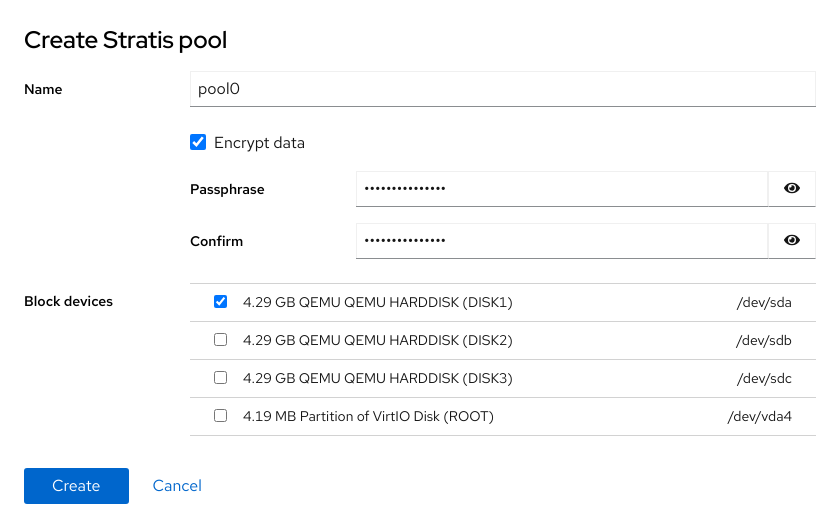 Create Stratis pool
Name
pool0
Encrypt data
Passphrase
•••••••••••••••
Confirm
•••••••••••••••
Block devices
4.29 GB QEMU QEMU HARDDISK (DISK1) /dev/sda
4.29 GB QEMU QEMU HARDDISK (DISK2) /dev/sdb
4.29 GB QEMU QEMU HARDDISK (DISK3) /dev/sdc
4.19 MB Partition of VirtIO Disk (ROOT) /dev/vda4
Create Cancel